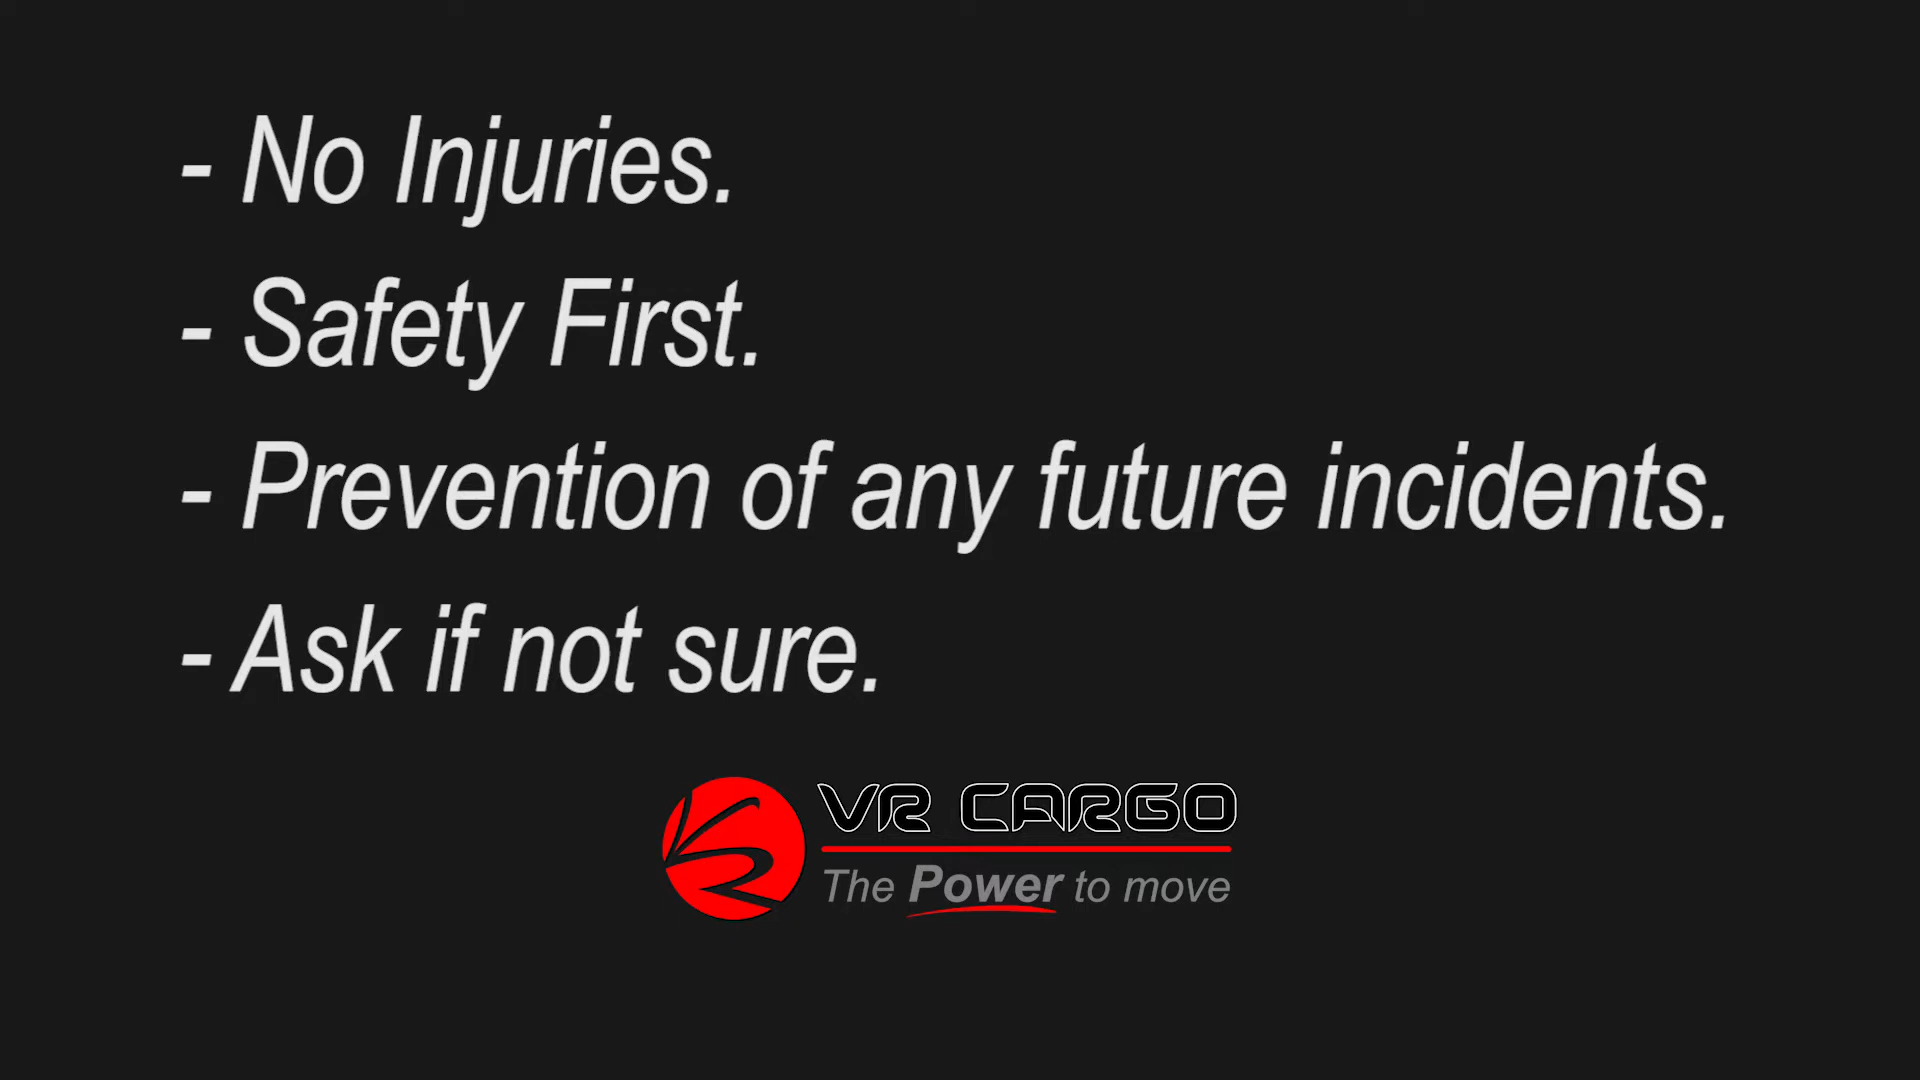 - No Injuries.
- Safety First.
- Prevention of any future incidents.
- Ask if not sure.
VR CARGO
The Power to move